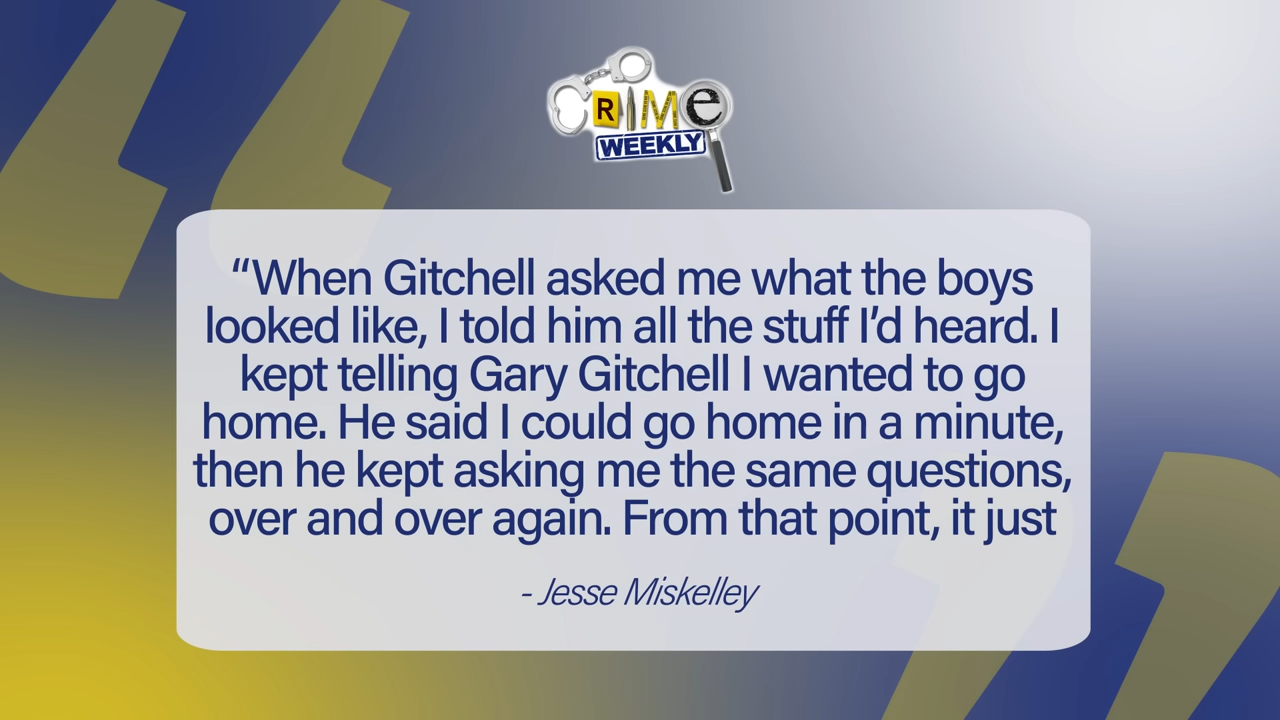 CRIME
WEEKLY
“When Gitchell asked me what the boys
looked like, I told him all the stuff I’d heard. I
kept telling Gary Gitchell I wanted to go
home. He said I could go home in a minute,
then he kept asking me the same questions,
over and over again. From that point, it just
- Jesse Miskelley